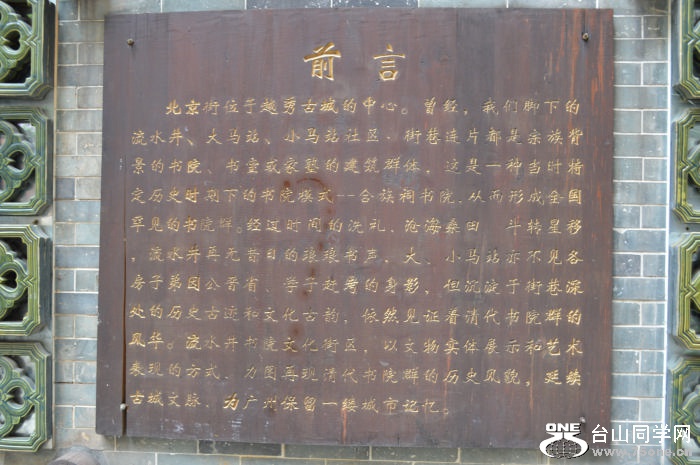 前言
北京街位于越秀古城的中心。曾经，我们脚下的
流水井、大马站、小马站社区，街巷连片都是宗族背
景的书院、书室或家塾的建筑群体，这是一种当时特
定历史时期下的书院模式--合族祠书院，从而形成全国
罕见的书院群。经过时间的洗礼，沧海桑田 斗转星移
，流水井再无昔日的琅琅书声，大、小马站亦不见各
房子弟因公晋省、学子赶考的身影，但沉淀于街巷深
处的历史古迹和文化古韵，依然见证着清代书院群的
风华。流水井书院文化街区，以文物实体展示和艺术
表现的方式，力图再现清代书院群的历史风貌，延续
古城文脉、为广州保留一缕城市记忆。
ONE
台山同学网
www.75one.cn